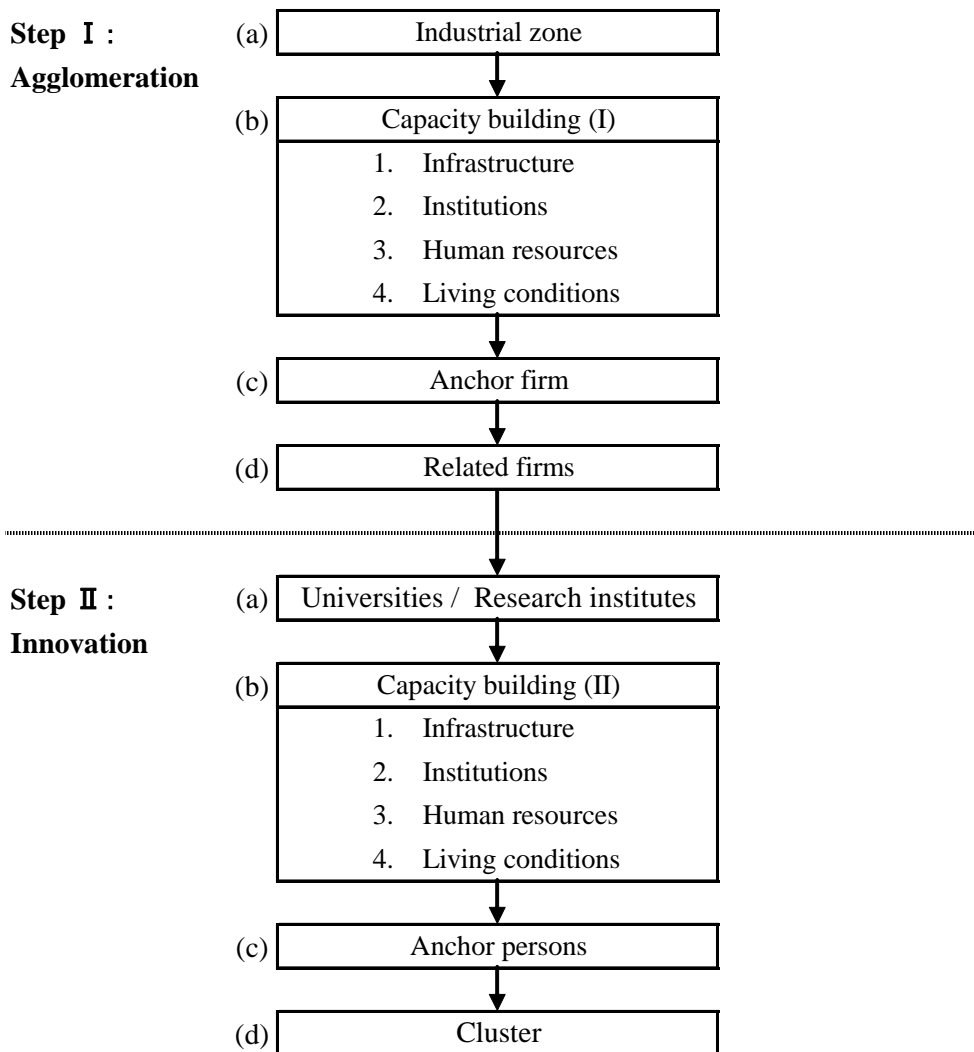 Step Ⅰ :
Agglomeration
(a) Industrial zone
(b) Capacity building (I)
1. Infrastructure
2. Institutions
3. Human resources
4. Living conditions
(c) Anchor firm
(d) Related firms
Step Ⅱ :
Innovation
(a) Universities / Research institutes
(b) Capacity building (II)
1. Infrastructure
2. Institutions
3. Human resources
4. Living conditions
(c) Anchor persons
(d) Cluster